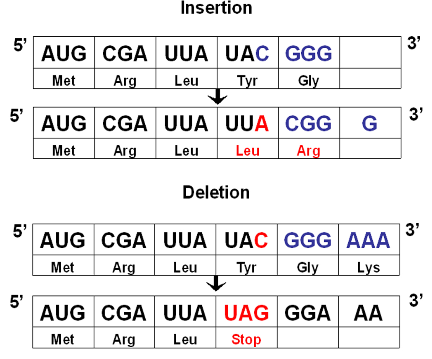 Insertion
5' AUG CGA UUA UAC GGG 3'
Met Arg Leu Tyr Gly
5' AUG CGA UUA UUA CGG G 3'
Met Arg Leu Leu Arg
Deletion
5' AUG CGA UUA UAC GGG AAA 3'
Met Arg Leu Tyr Gly Lys
5' AUG CGA UUA UAG GGA AA 3'
Met Arg Leu Stop